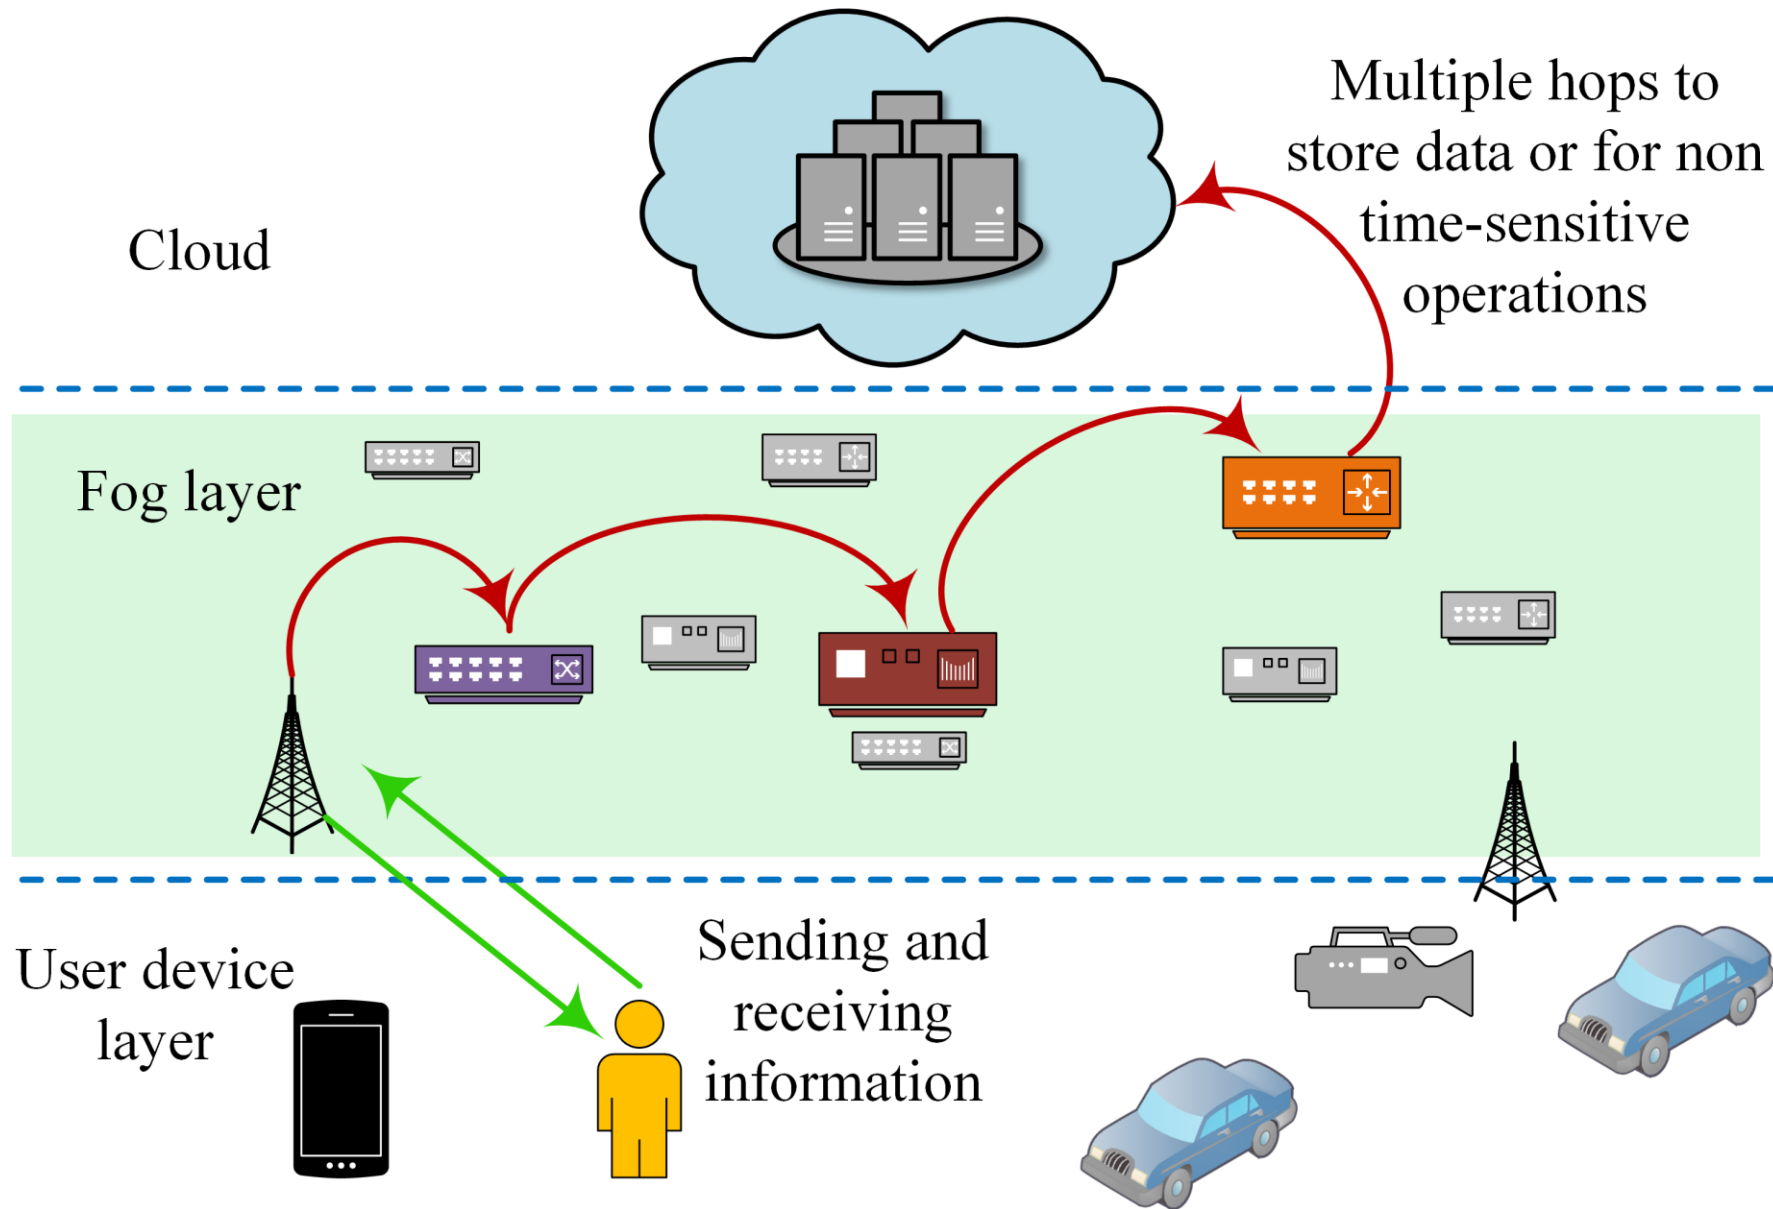 Multiple hops to
store data or for non
time-sensitive
operations
Cloud
Fog layer
User device
layer
Sending and
receiving
information